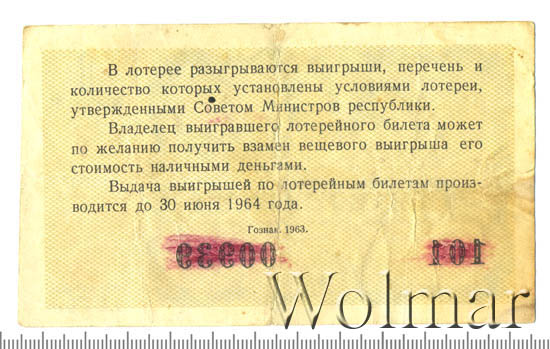 В лотерее разыгрываются выигрыши, перечень и
количество которых установлены условиями лотереи,
утвержденными Советом Министров республики.
Владелец выигравшего лотерейного билета может
по желанию получить взамен вещевого выигрыша его
стоимость наличными деньгами.
Выдача выигрышей по лотерейным билетам произ-
водится до 30 июня 1964 года.
Гознак. 1963.
Wolmar